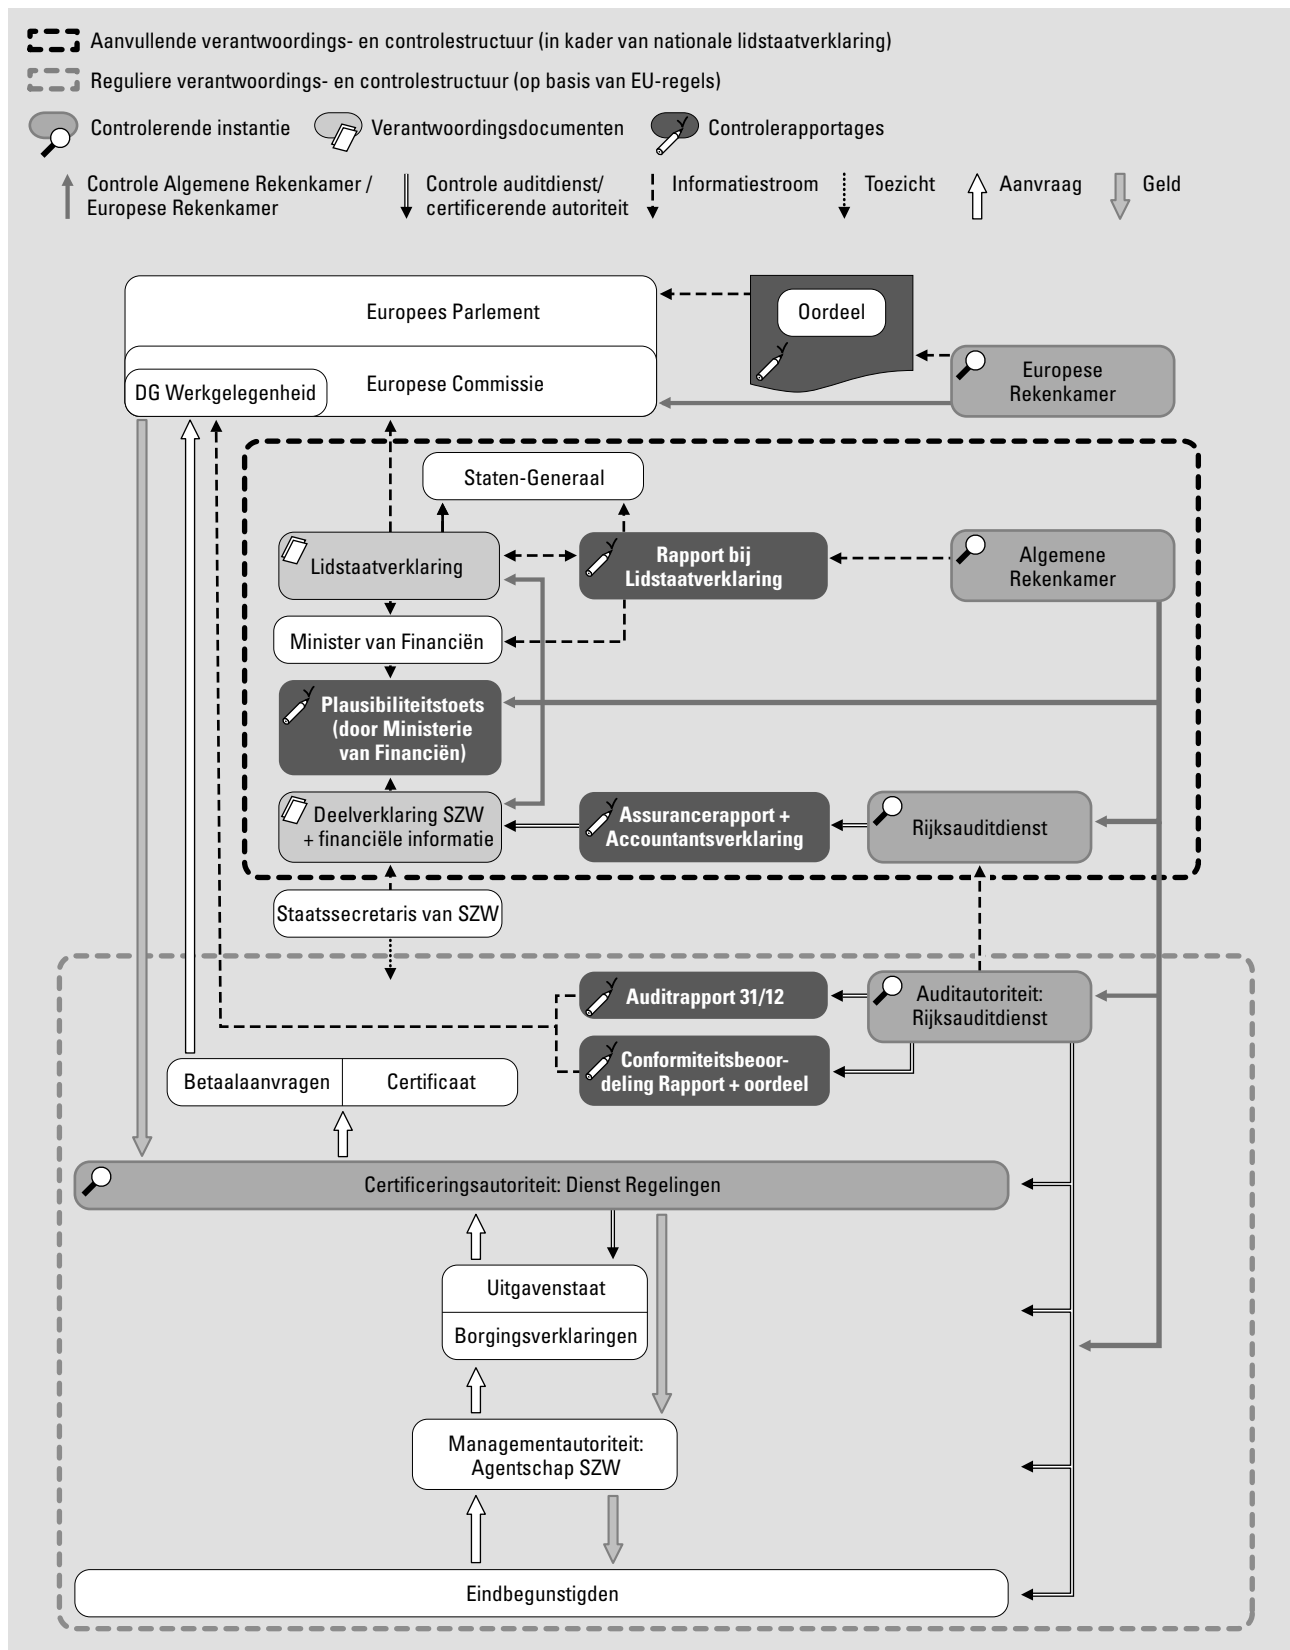 Aanvullende verantwoordings- en controlestructuur (in kader van nationale lidstaatverklaring)
Reguliere verantwoordings- en controlestructuur (op basis van EU-regels)
Controlerende instantie
Verantwoordingsdocumenten
Controlerapportages
Controle Algemene Rekenkamer /
Europese Rekenkamer
Controle auditdienst/
certificerende autoriteit
Informatiestroom
Toezicht
Aanvraag
Geld
Europees Parlement
Oordeel
Europese Commissie
DG Werkgelegenheid
Europese
Rekenkamer
Staten-Generaal
Lidstaatverklaring
Rapport bij
Lidstaatverklaring
Algemene
Rekenkamer
Minister van Financiën
Plausibiliteitstoets
(door Ministerie
van Financiën)
Deelverklaring SZW
+ financiële informatie
Assurancerapport +
Accountantsverklaring
Rijksauditdienst
Staatssecretaris van SZW
Auditrapport 31/12
Auditautoriteit:
Rijksauditdienst
Conformiteitsbeoor-
deling Rapport + oordeel
Betaalaanvragen
Certificaat
Certificeringsautoriteit: Dienst Regelingen
Uitgavenstaat
Borgingsverklaringen
Managementautoriteit:
Agentschap SZW
Eindbegunstigden